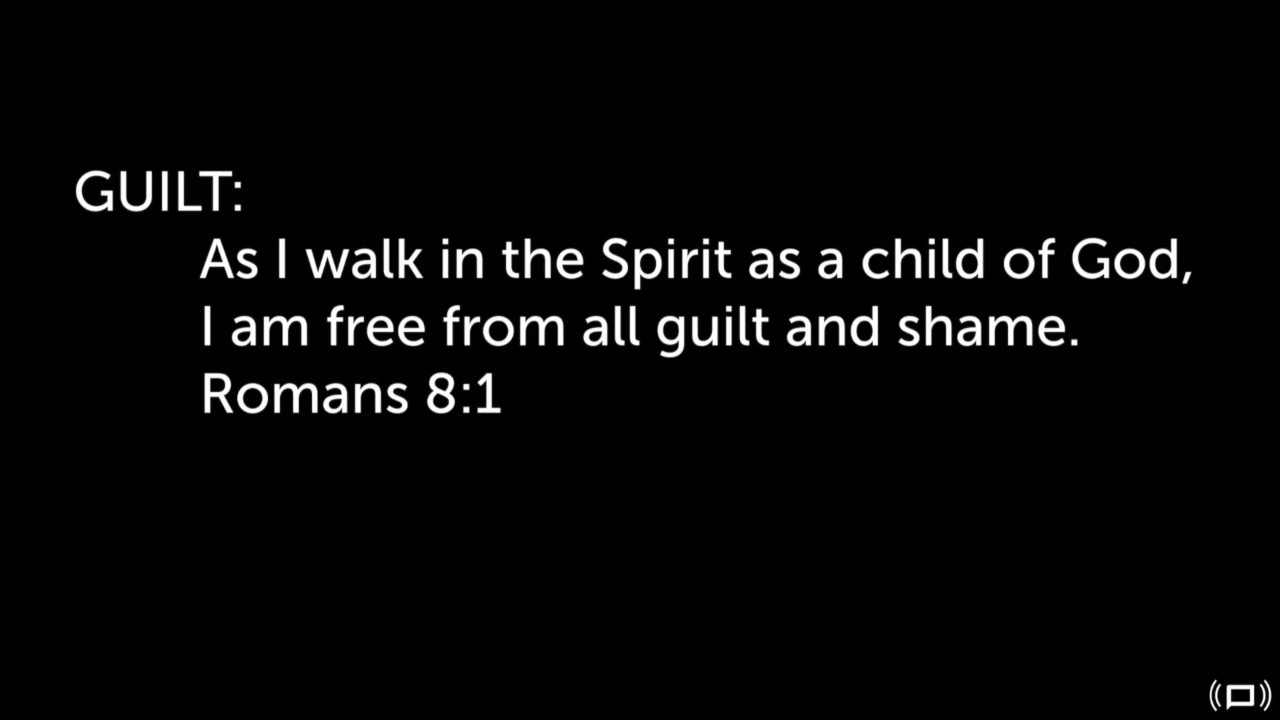 GUILT:
As I walk in the Spirit as a child of God,
I am free from all guilt and shame.
Romans 8:1